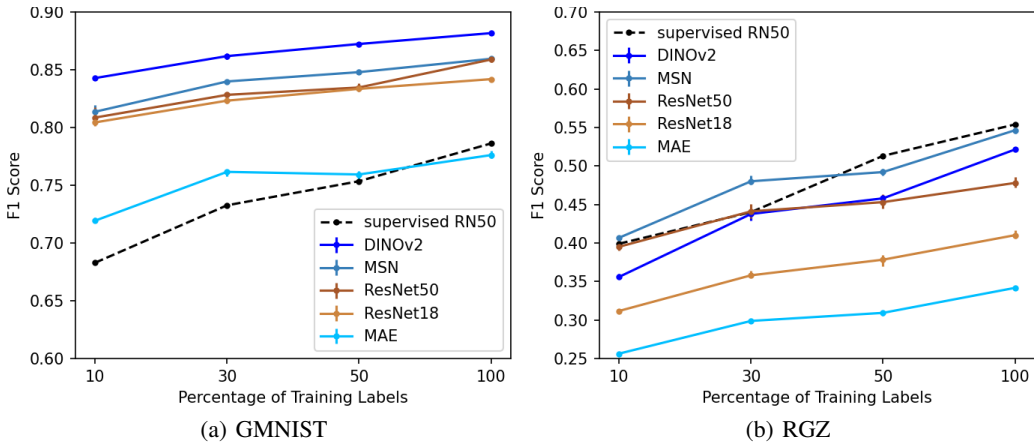 0.90
0.85
0.80
0.75
0.70
0.65
0.60
F1 Score
supervised RN50
DINOv2
MSN
ResNet50
ResNet18
MAE
10
30
50
100
Percentage of Training Labels
(a) GMNIST
0.70
0.65
0.60
0.55
0.50
0.45
0.40
0.35
0.30
0.25
F1 Score
supervised RN50
DINOv2
MSN
ResNet50
ResNet18
MAE
10
30
50
100
Percentage of Training Labels
(b) RGZ